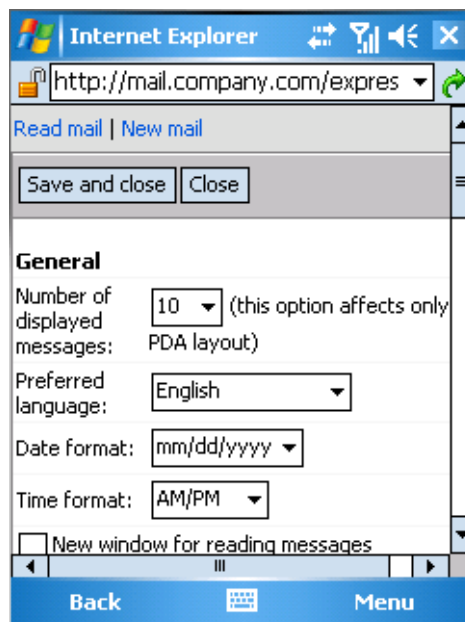 Internet Explorer
http://mail.company.com/expres
Read mail | New mail
Save and close Close
General
Number of displayed messages: 10 (this option affects only PDA layout)
Preferred language: English
Date format: mm/dd/yyyy
Time format: AM/PM
New window for reading messages
Back Menu